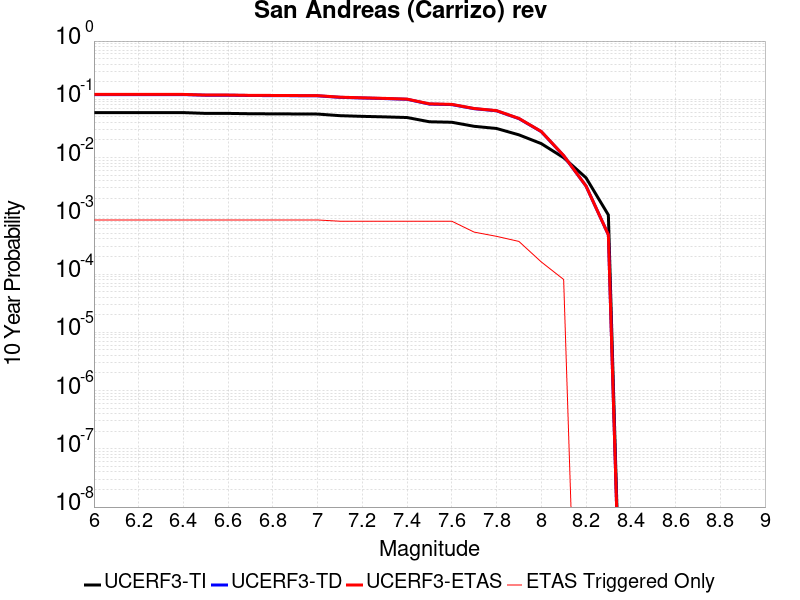 San Andreas (Carrizo) rev
10 0
10 -1
10 -2
10 -3
10 -4
10 -5
10 -6
10 -7
10 -8
10 Year Probability
6 6.2 6.4 6.6 6.8 7 7.2 7.4 7.6 7.8 8 8.2 8.4 8.6 8.8 9
Magnitude
UCERF3-TI UCERF3-TD UCERF3-ETAS ETAS Triggered Only